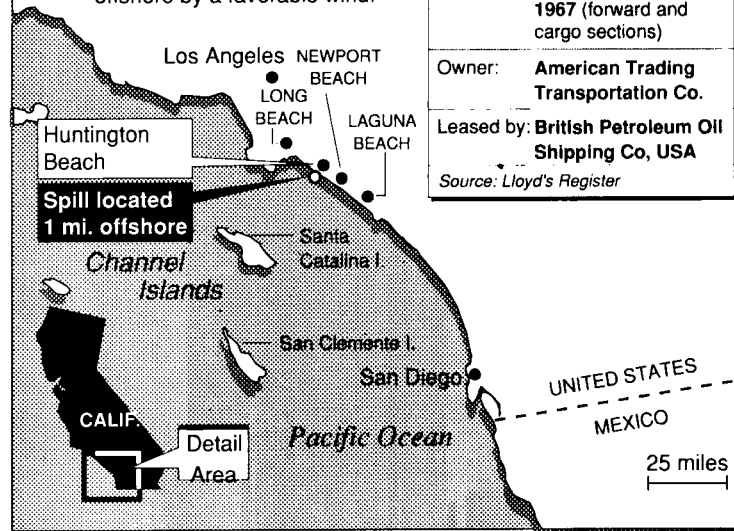 offshore by a favorable wind.
1967 (forward and
cargo sections)
Owner: American Trading
Transportation Co.
Leased by: British Petroleum Oil
Shipping Co, USA
Source: Lloyd's Register
Los Angeles
NEWPORT
BEACH
LONG
BEACH
LAGUNA
BEACH
Huntington
Beach
Spill located
1 mi. offshore
Santa
Catalina I.
Channel
Islands
San Clemente I.
San Diego
UNITED STATES
MEXICO
CALIF.
Detail
Area
Pacific Ocean
25 miles